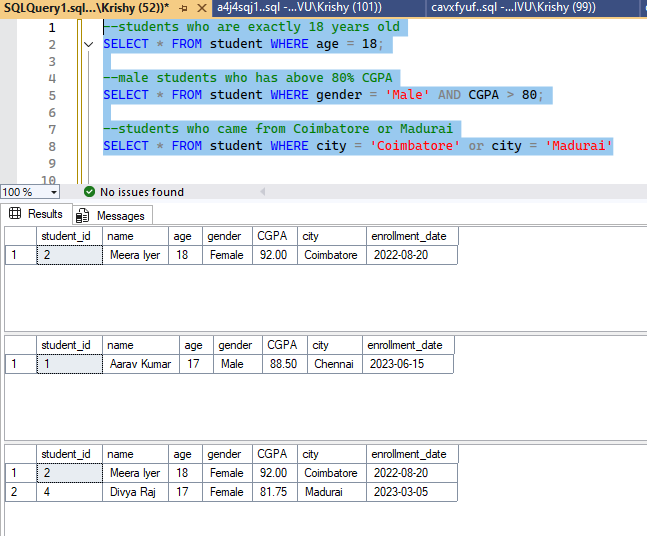 SQLQuery1.sql...\Krishy (52))* a4j4sqj1..sql -...VU\Krishy (101)) cavxfyuf..sql -...IVU\Krishy (99))
1 --students who are exactly 18 years old
2 SELECT * FROM student WHERE age = 18;
3
4 --male students who has above 80% CGPA
5 SELECT * FROM student WHERE gender = 'Male' AND CGPA > 80;
6
7 --students who came from Coimbatore or Madurai
8 SELECT * FROM student WHERE city = 'Coimbatore' or city = 'Madurai'
9
10
100 % No issues found
Results Messages
student_id name age gender CGPA city enrollment_date
1 2 Meera Iyer 18 Female 92.00 Coimbatore 2022-08-20
student_id name age gender CGPA city enrollment_date
1 1 Aarav Kumar 17 Male 88.50 Chennai 2023-06-15
student_id name age gender CGPA city enrollment_date
1 2 Meera Iyer 18 Female 92.00 Coimbatore 2022-08-20
2 4 Divya Raj 17 Female 81.75 Madurai 2023-03-05